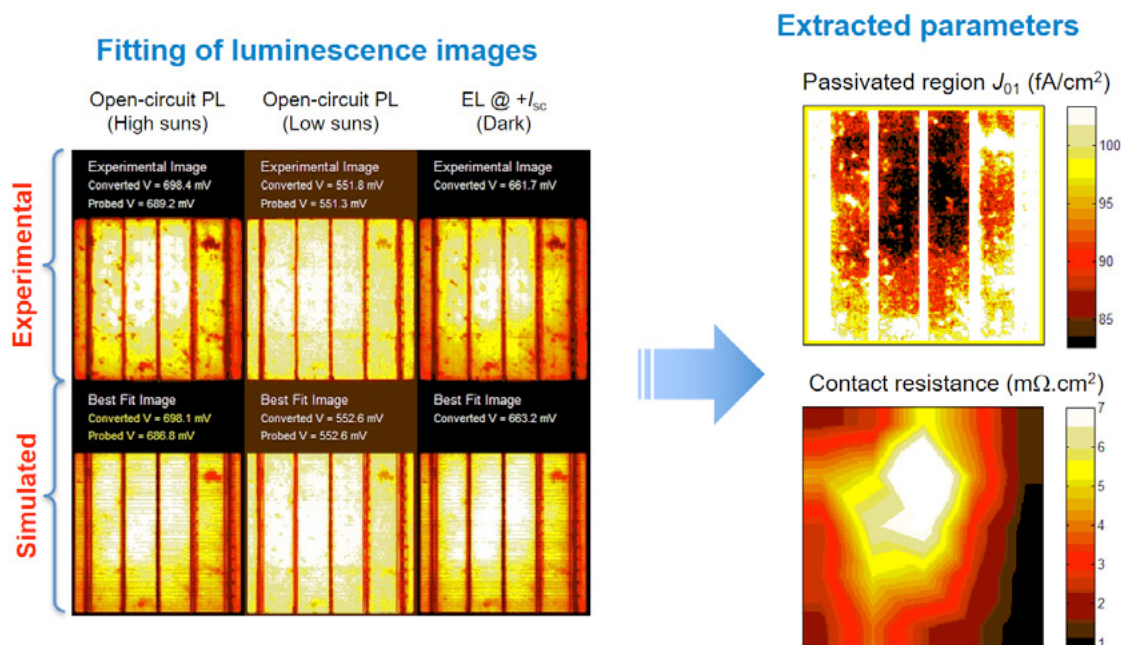 Fitting of luminescence images
Extracted parameters
Open-circuit PL
(High suns)
Open-circuit PL
(Low suns)
EL @ +Isc
(Dark)
Experimental
Experimental Image
Converted V = 698.4 mV
Probed V = 689.2 mV
Experimental Image
Converted V = 551.8 mV
Probed V = 551.3 mV
Experimental Image
Converted V = 661.7 mV
Simulated
Best Fit Image
Converted V = 698.1 mV
Probed V = 686.8 mV
Best Fit Image
Converted V = 552.6 mV
Probed V = 552.6 mV
Best Fit Image
Converted V = 663.2 mV
Passivated region J01 (fA/cm²)
100
95
90
85
Contact resistance (mΩ.cm²)
7
6
5
4
3
2
1